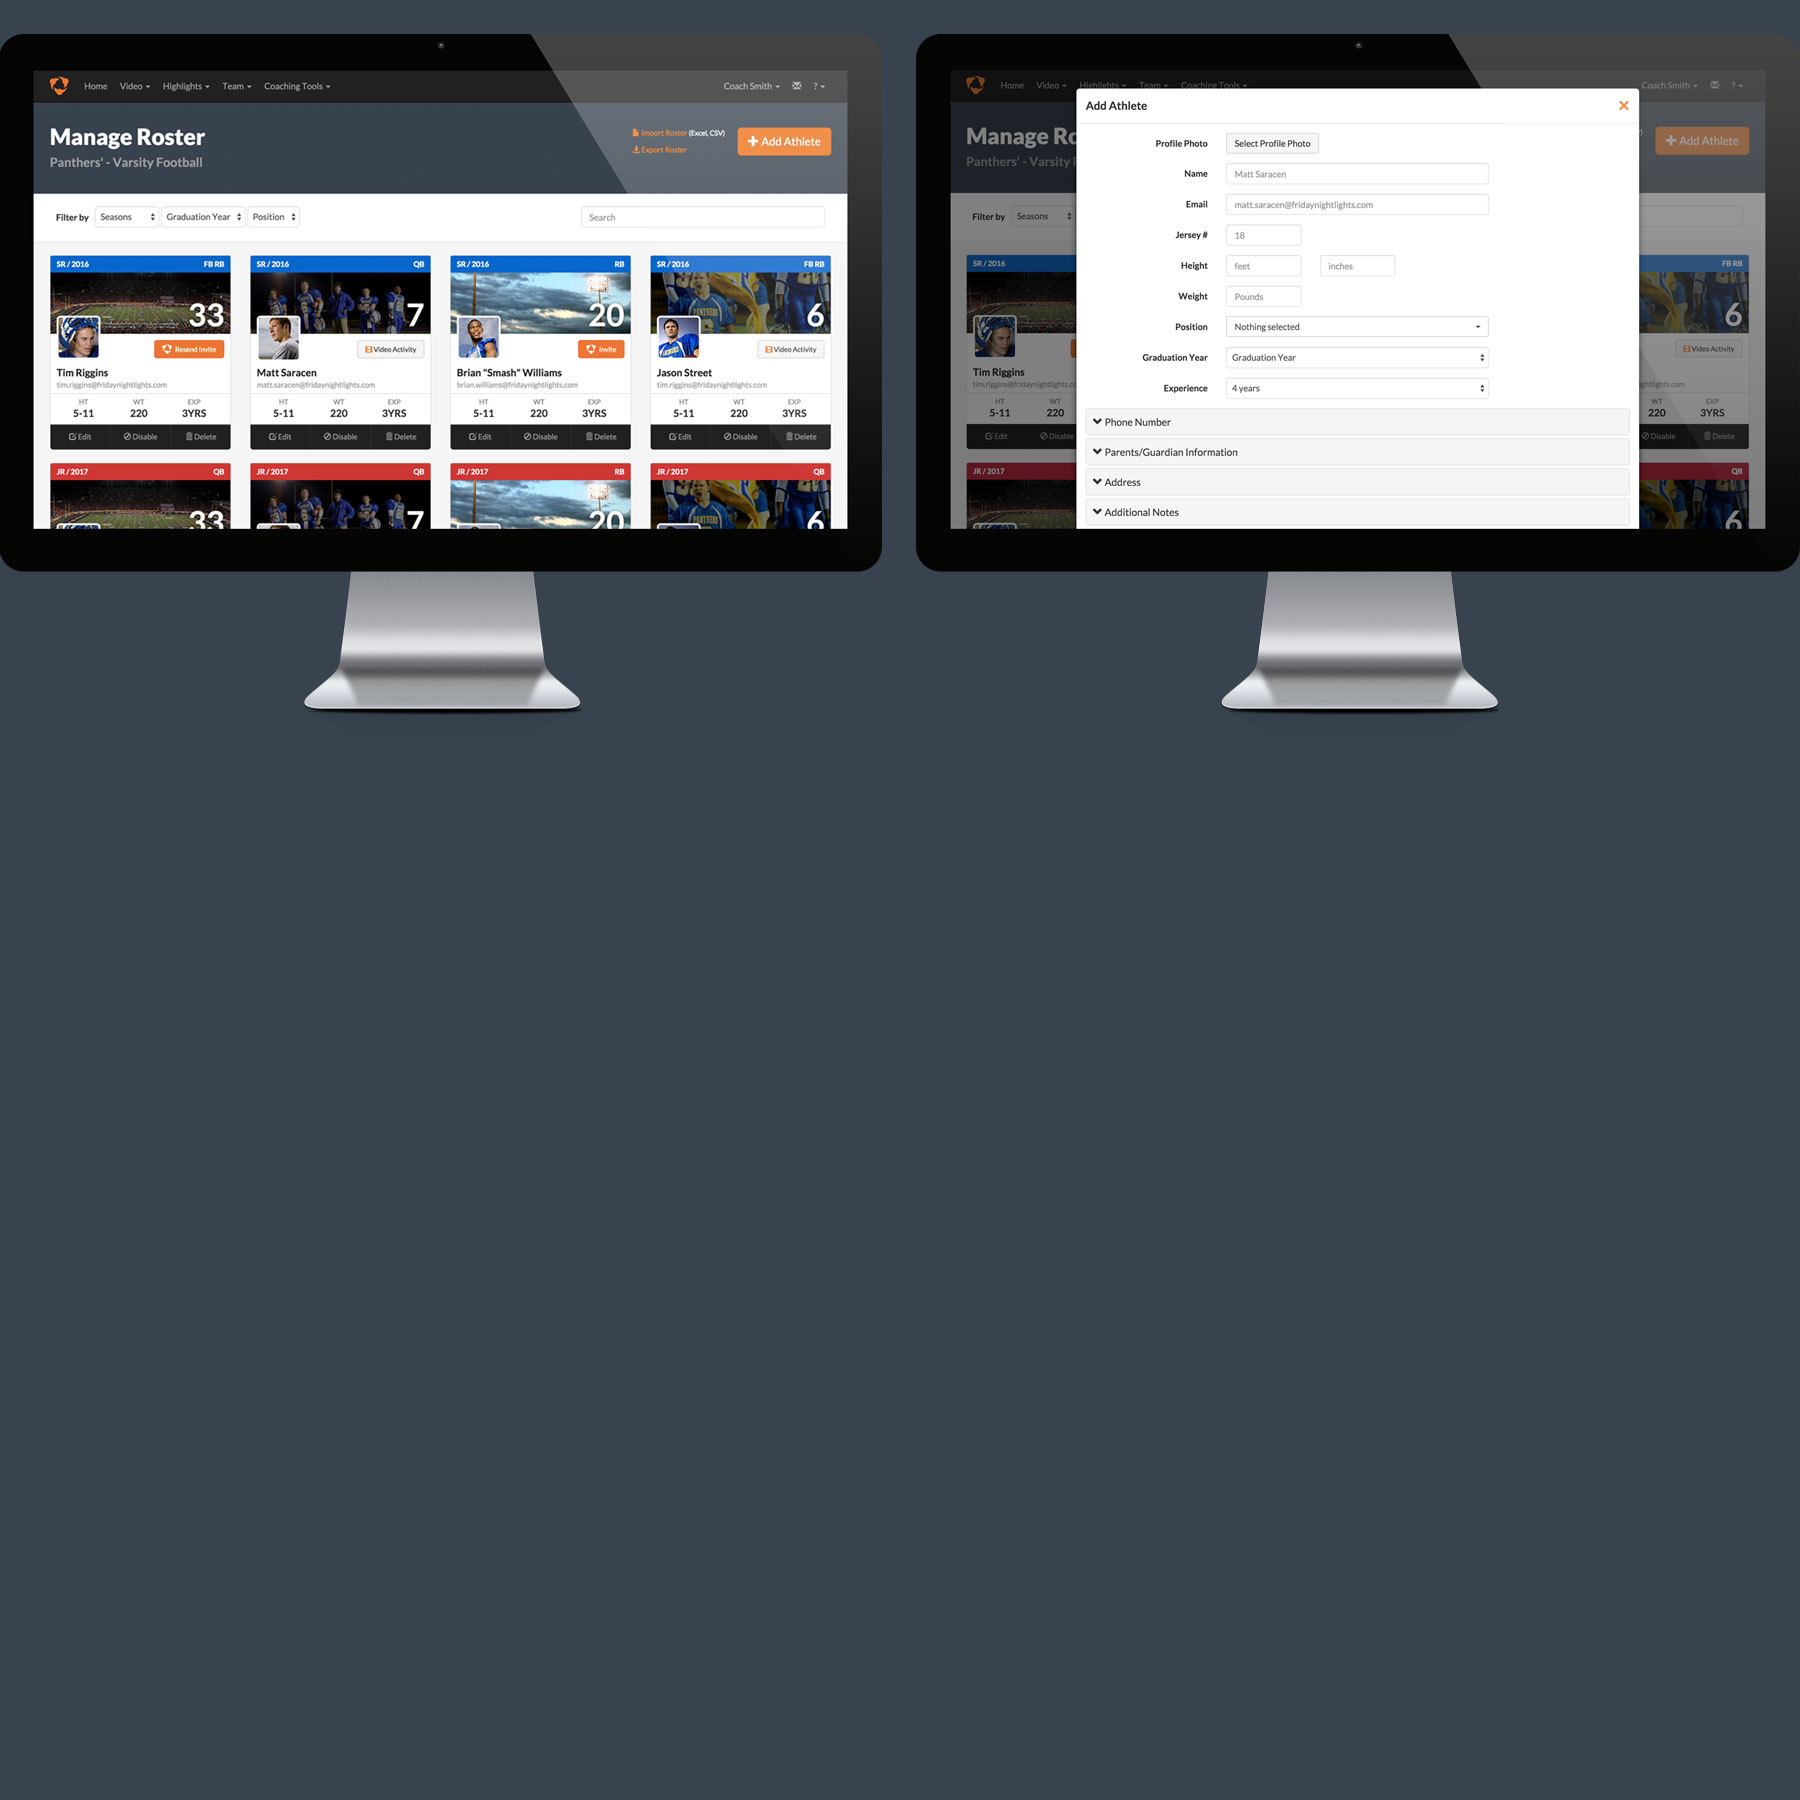 Home Video Highlights Team Coaching Tools Coach Smith ?
Manage Roster
Panthers' - Varsity Football
Import Roster (Excel, CSV)
Export Roster
Add Athlete
Filter by Seasons Graduation Year Position Search
SR / 2016 FB RB
33
Resend Invite
Tim Riggins
tim.riggins@fridaynightlights.com
HT WT EXP
5-11 220 3YRS
Edit Disable Delete
SR / 2016 QB
7
Video Activity
Matt Saracen
matt.saracen@fridaynightlights.com
HT WT EXP
5-11 220 3YRS
Edit Disable Delete
SR / 2016 RB
20
Invite
Brian "Smash" Williams
brian.williams@fridaynightlights.com
HT WT EXP
5-11 220 3YRS
Edit Disable Delete
SR / 2016 FB RB
PANTHERS
6
Video Activity
Jason Street
tim.riggins@fridaynightlights.com
HT WT EXP
5-11 220 3YRS
Edit Disable Delete
JR / 2017 QB
33
JR / 2017 QB
7
JR / 2017 RB
20
JR / 2017 QB
PANTHERS
6
Home Video Highlights Team Coaching Tools Coach Smith ?
Manage Ro
Panthers' - Varsity F
Add Athlete
Filter by Seasons
SR / 2016
Tim Riggins
tim.riggins@fridaynights
HT WT
5-11 220
Edit Disable
JR / 2017
FB RB
6
Video Activity
lights.com
WT EXP
220 3YRS
Disable Delete
QB
6
Add Athlete
Profile Photo Select Profile Photo
Name Matt Saracen
Email matt.saracen@fridaynightlights.com
Jersey # 18
Height feet inches
Weight Pounds
Position Nothing selected
Graduation Year Graduation Year
Experience 4 years
Phone Number
Parents/Guardian Information
Address
Additional Notes